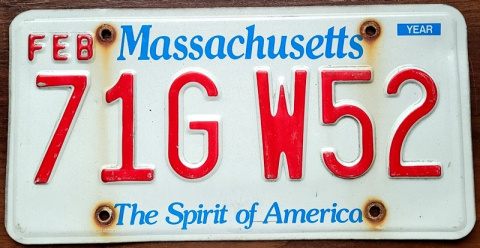 FEB Massachusetts YEAR
71G W52
The Spirit of America